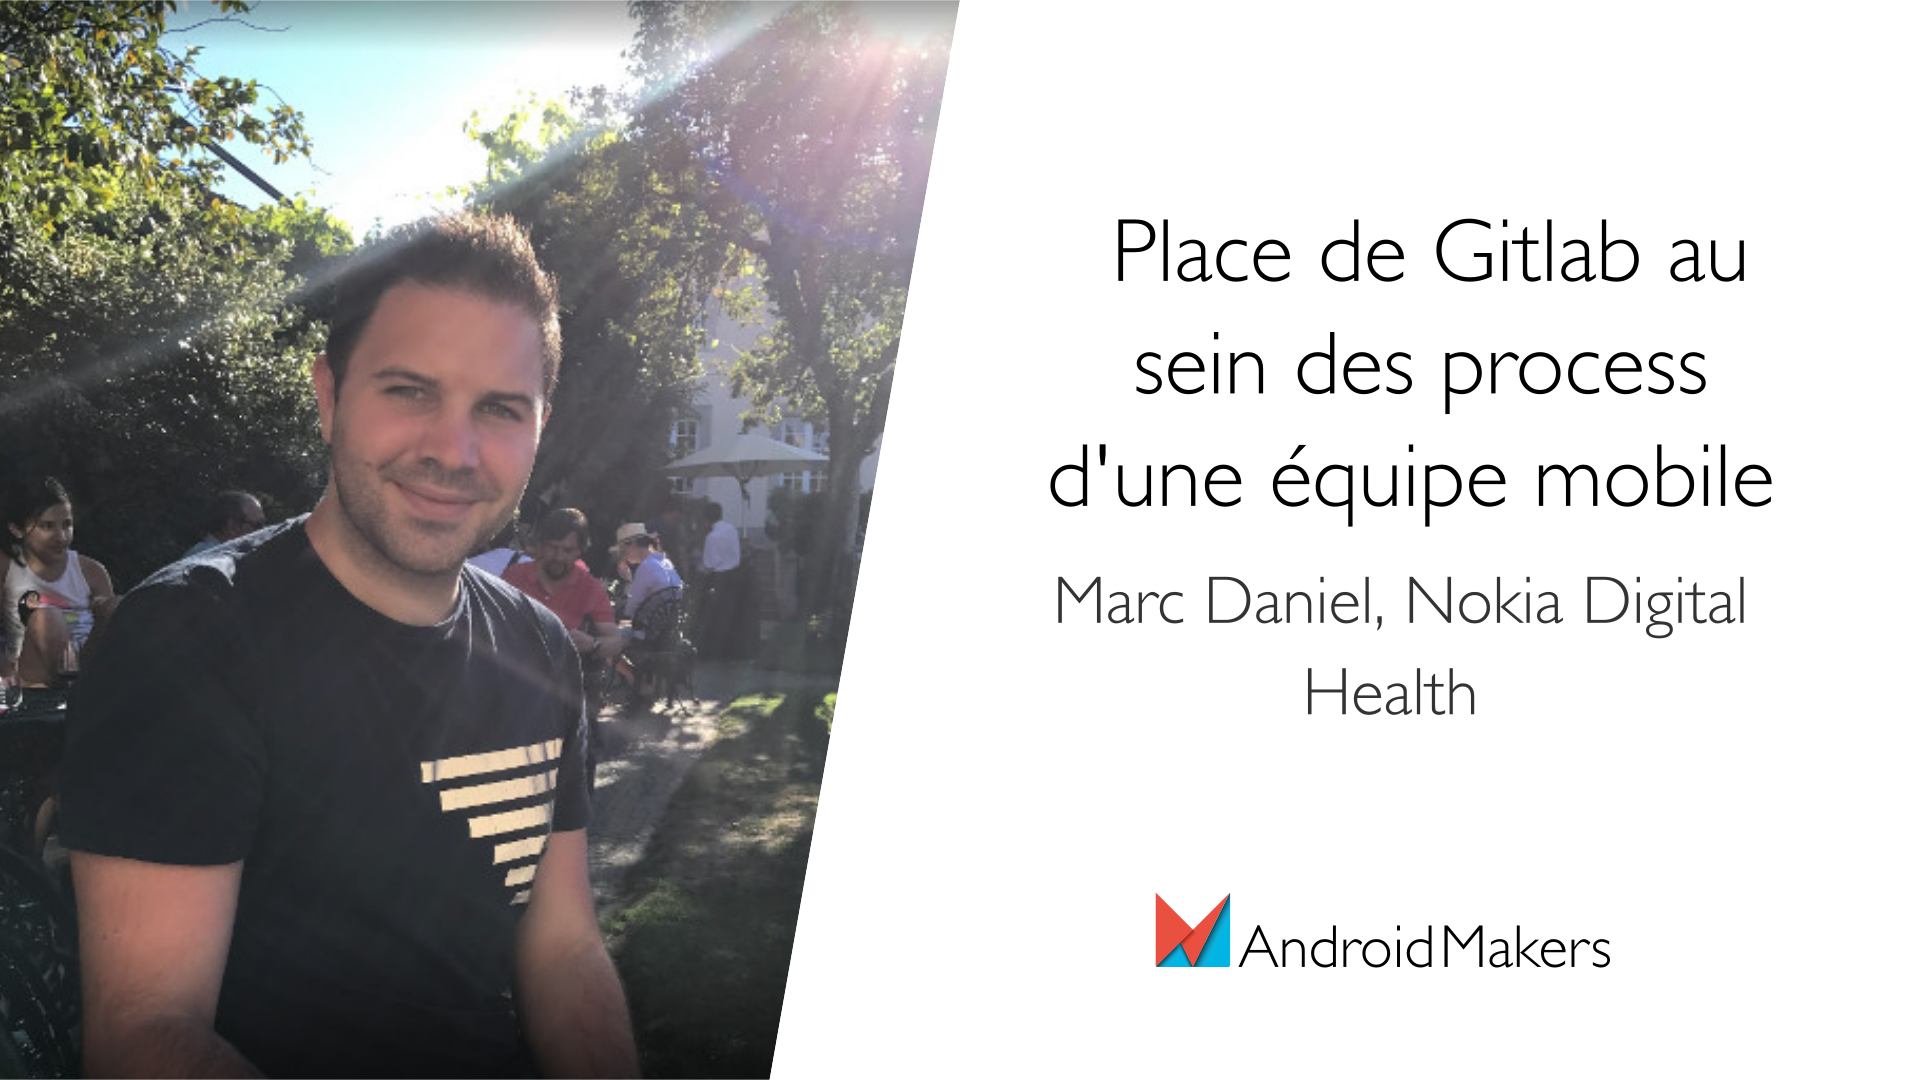 Place de Gitlab au
sein des process
d'une équipe mobile
Marc Daniel, Nokia Digital
Health
AndroidMakers